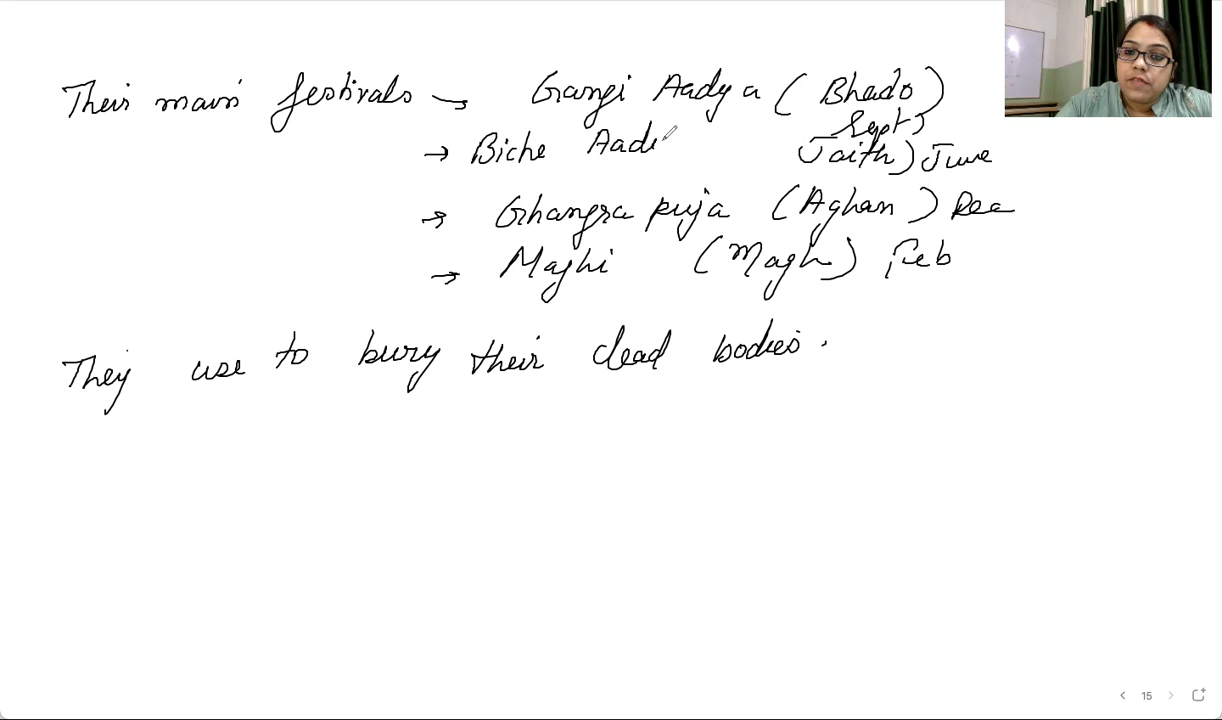 Their main festivals → Gangi Aadya (Bhado) Sept
→ Biche Aadi Jaith) June
→ Ghangra puja (Aghan) Dec
→ Maghi (Magh) Feb
They use to bury their dead bodies.
15